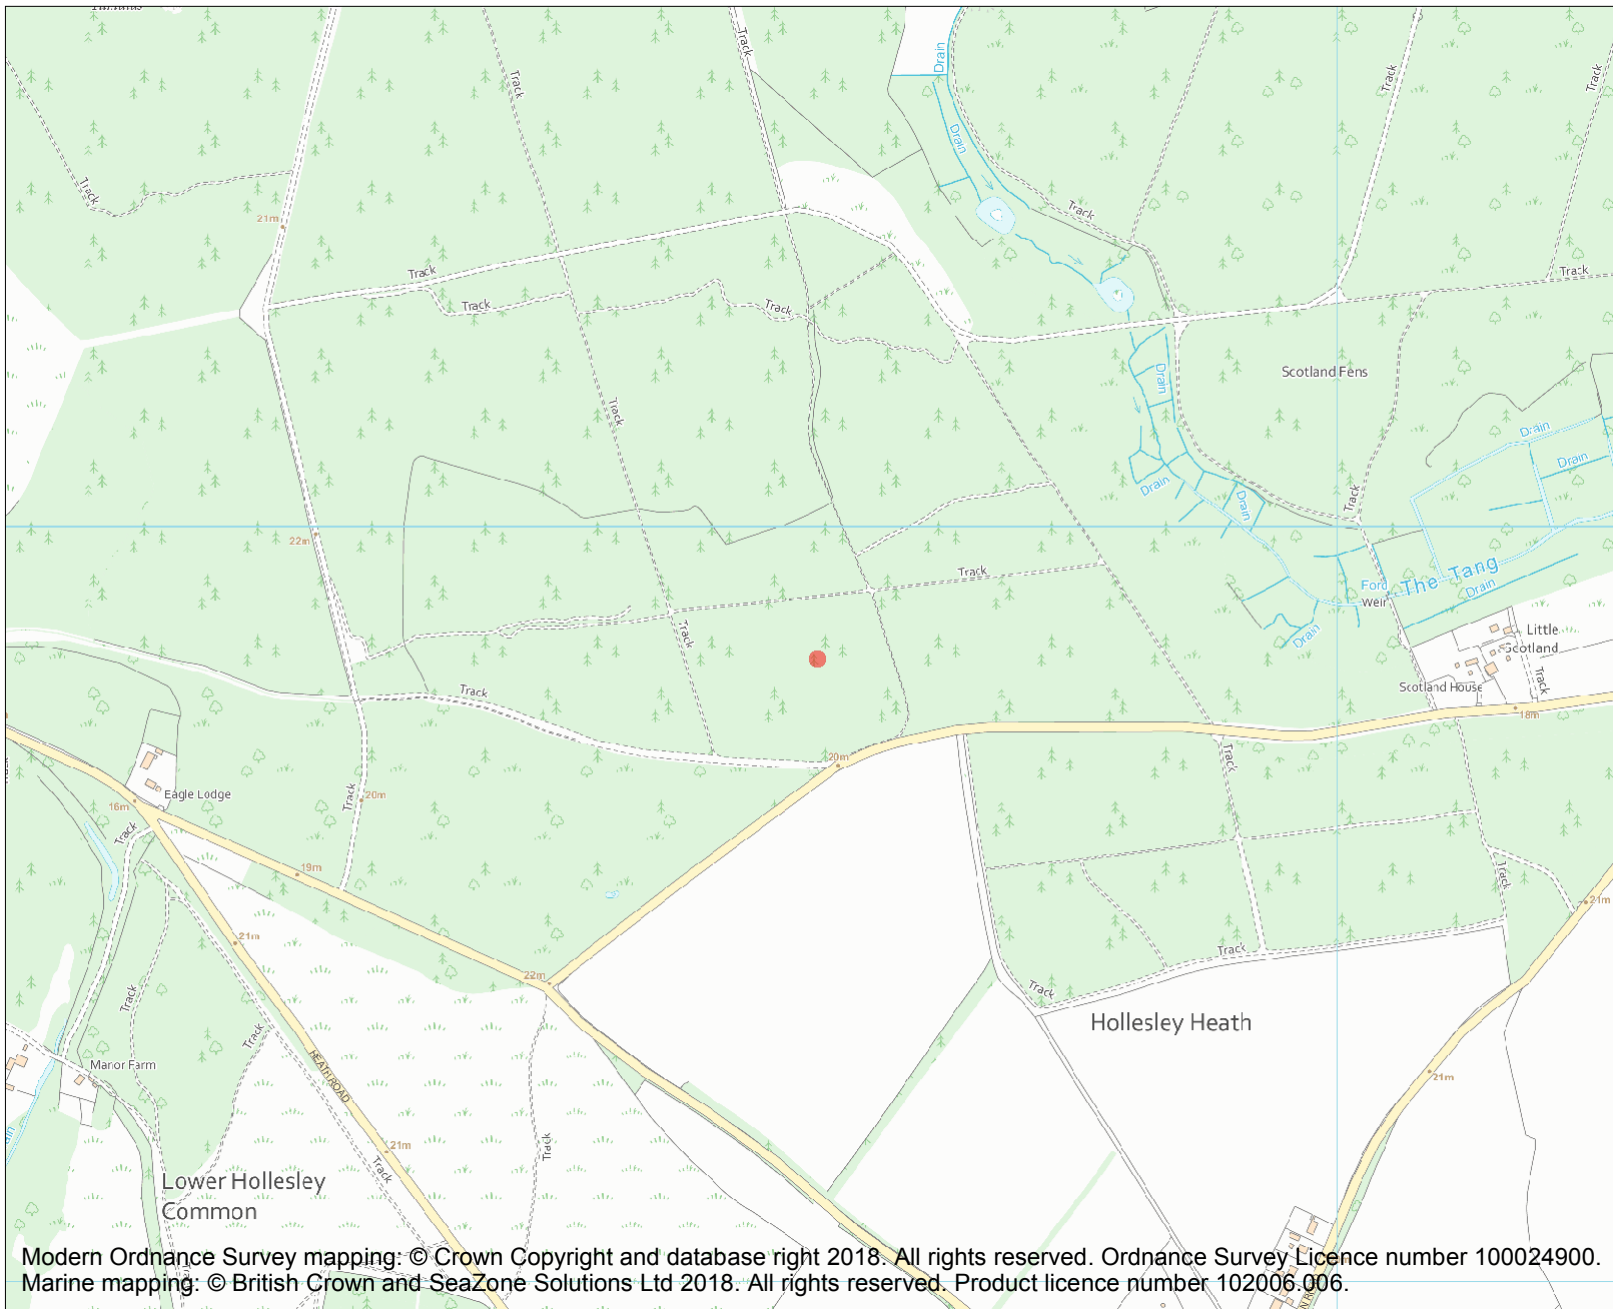 Tumulus
Track
Track
Drain
Track
Track
Drain
Track
21m
Track
Track
Track
Track
Track
Scotland Fens
Drain
Track
Drain
Drain
Drain
Drain
Track
22m
Track
Ford
The Tang
Weir
Drain
Drain
Little
Scotland
Track
Scotland House
Track
Track
18m
20m
Track
Eagle Lodge
16m
Track
20m
Track
19m
Track
21m
21m
22m
Track
Track
Track
Track
Hollesley Heath
Manor Farm
HEATH ROAD
21m
21m
Track
Track
Lower Hollesley
Common
Modern Ordnance Survey mapping: © Crown Copyright and database right 2018. All rights reserved. Ordnance Survey Licence number 100024900.
Marine mapping: © British Crown and SeaZone Solutions Ltd 2018. All rights reserved. Product licence number 102006.006.